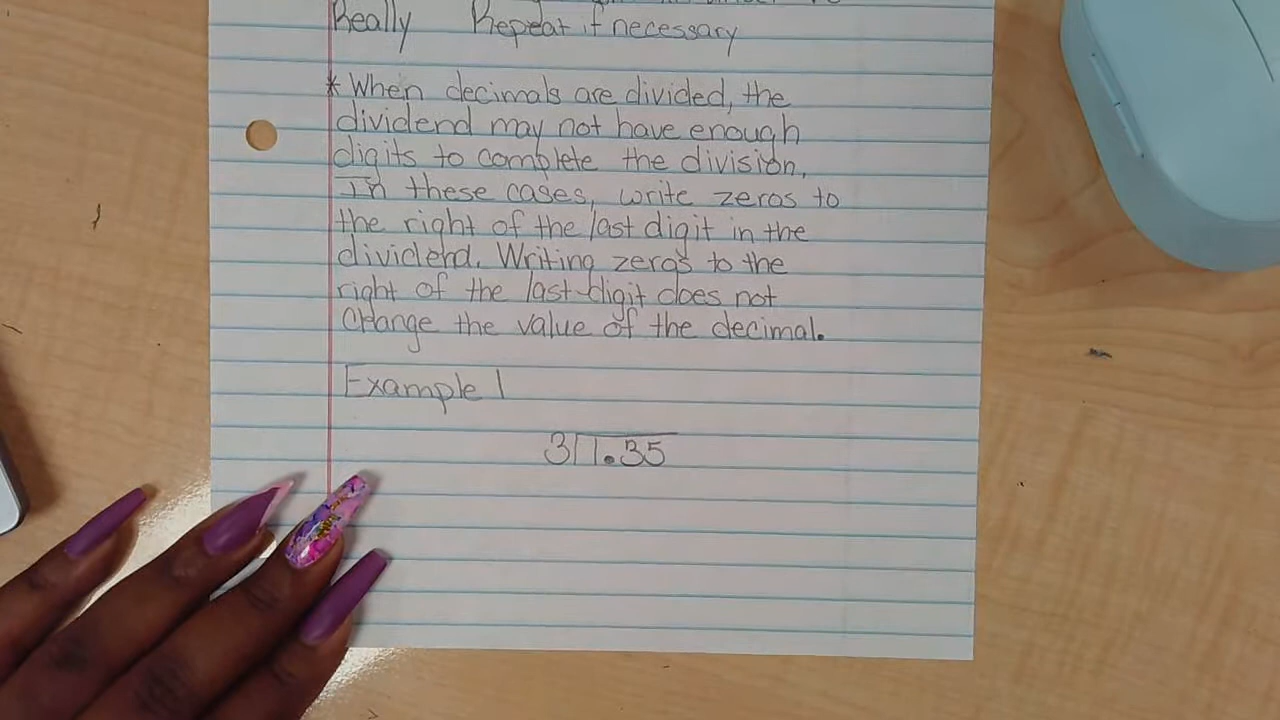 Really Repeat if necessary
* When decimals are divided, the
dividend may not have enough
digits to complete the division.
In these cases, write zeros to
the right of the last digit in the
dividend. Writing zeros to the
right of the last digit does not
change the value of the decimal.
Example 1
3 1.35